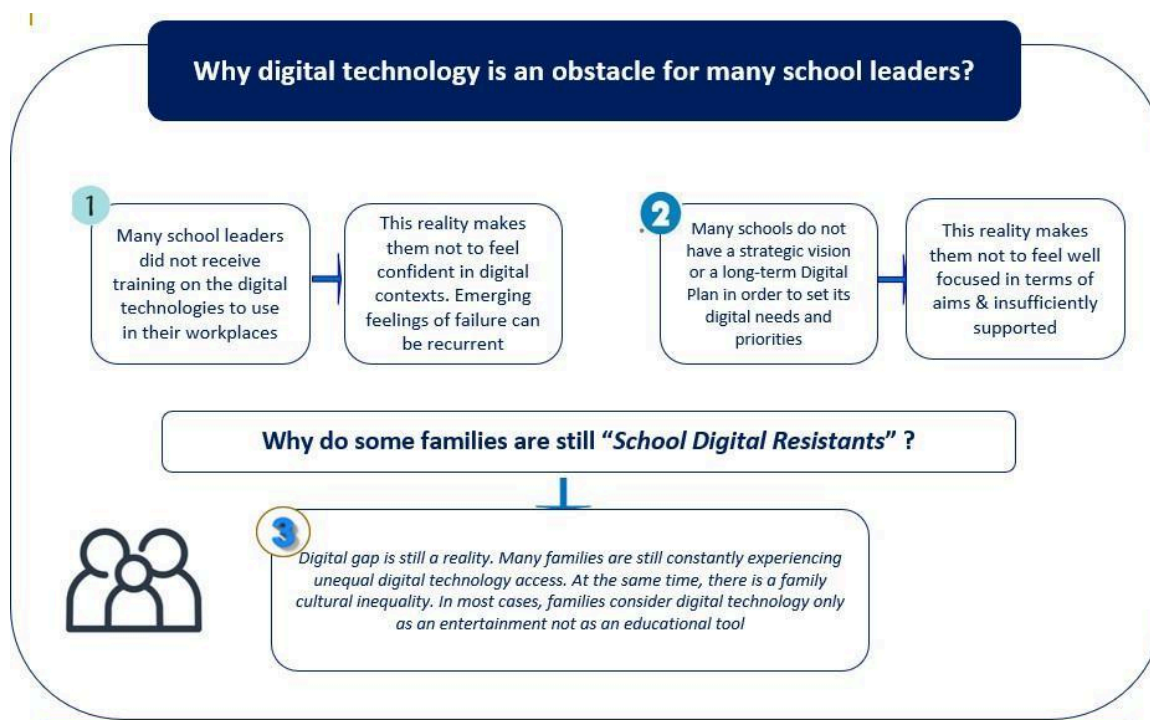 Why digital technology is an obstacle for many school leaders?
1
Many school leaders
did not receive
training on the digital
technologies to use
in their workplaces
This reality makes
them not to feel
confident in digital
contexts. Emerging
feelings of failure can
be recurrent
2
Many schools do not
have a strategic vision
or a long-term Digital
Plan in order to set its
digital needs and
priorities
This reality makes
them not to feel well
focused in terms of
aims & insufficiently
supported
Why do some families are still “School Digital Resistants” ?
3
Digital gap is still a reality. Many families are still constantly experiencing
unequal digital technology access. At the same time, there is a family
cultural inequality. In most cases, families consider digital technology only
as an entertainment not as an educational tool